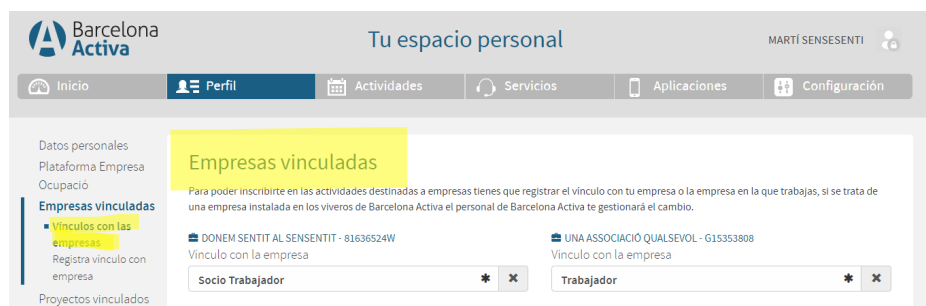 Barcelona
Activa
Tu espacio personal
MARTÍ SENSESENTI
Inicio
Perfil
Actividades
Servicios
Aplicaciones
Configuración
Datos personales
Plataforma Empresa
Ocupació
Empresas vinculadas
Vínculos con las
empresas
Registra vinculo con
empresa
Proyectos vinculados
Empresas vinculadas
Para poder inscribirte en las actividades destinadas a empresas tienes que registrar el vínculo con tu empresa o la empresa en la que trabajas, si se trata de
una empresa instalada en los viveros de Barcelona Activa el personal de Barcelona Activa te gestionará el cambio.
DONEM SENTIT AL SENSENTIT - 81636524W
Vinculo con la empresa
Socio Trabajador
UNA ASSOCIACIÓ QUALSEVOL - G15353808
Vinculo con la empresa
Trabajador